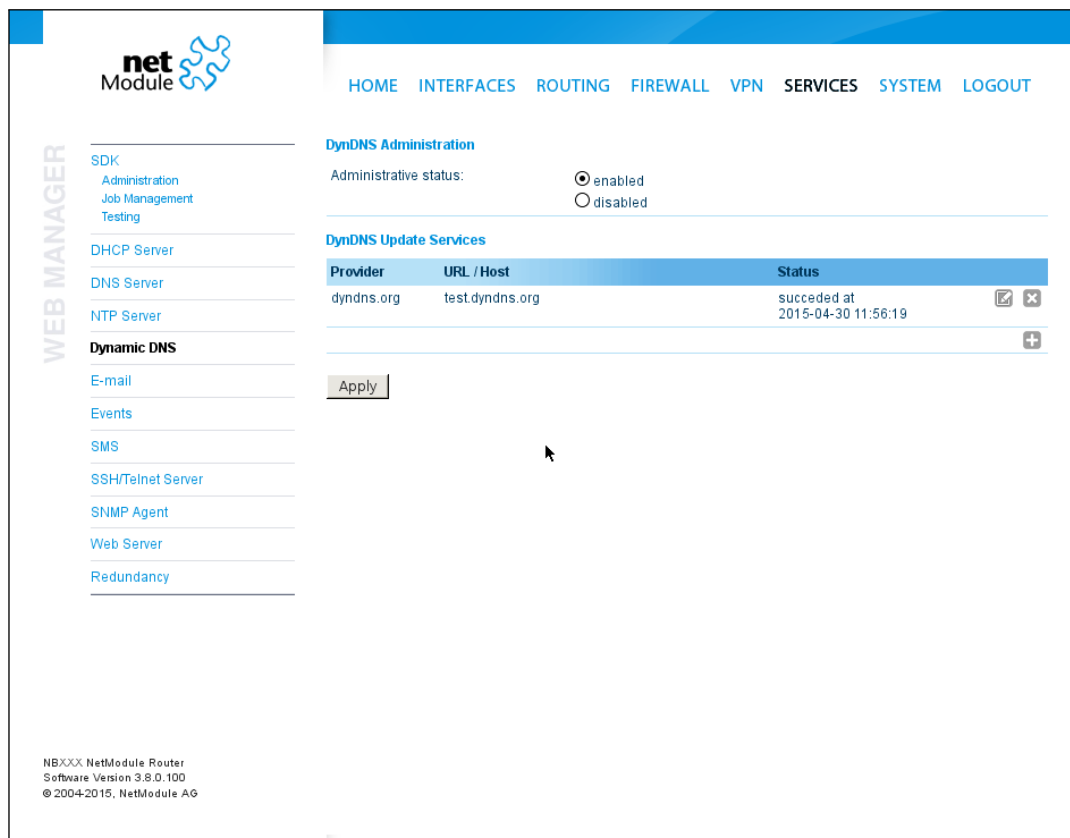 net
Module
HOME INTERFACES ROUTING FIREWALL VPN SERVICES SYSTEM LOGOUT
WEB MANAGER
SDK
Administration
Job Management
Testing
DHCP Server
DNS Server
NTP Server
Dynamic DNS
E-mail
Events
SMS
SSH/Telnet Server
SNMP Agent
Web Server
Redundancy
DynDNS Administration
Administrative status:
enabled
disabled
DynDNS Update Services
Provider URL / Host Status
dyndns.org test.dyndns.org succeded at
2015-04-30 11:56:19
Apply
NBXXX NetModule Router
Software Version 3.8.0.100
© 2004-2015, NetModule AG